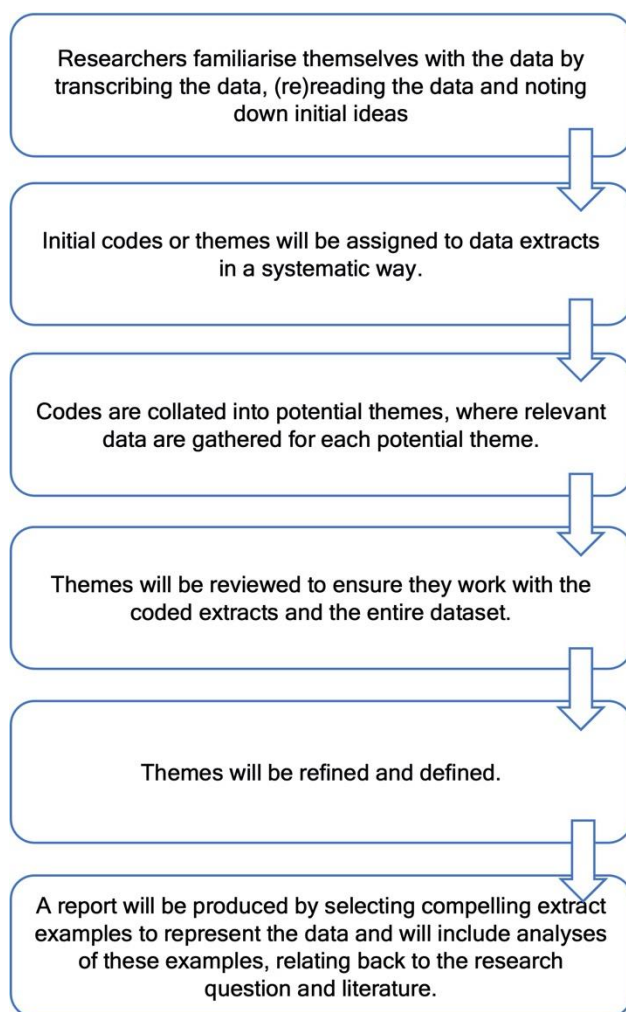 Researchers familiarise themselves with the data by
transcribing the data, (re)reading the data and noting
down initial ideas
Initial codes or themes will be assigned to data extracts
in a systematic way.
Codes are collated into potential themes, where relevant
data are gathered for each potential theme.
Themes will be reviewed to ensure they work with the
coded extracts and the entire dataset.
Themes will be refined and defined.
A report will be produced by selecting compelling extract
examples to represent the data and will include analyses
of these examples, relating back to the research
question and literature.